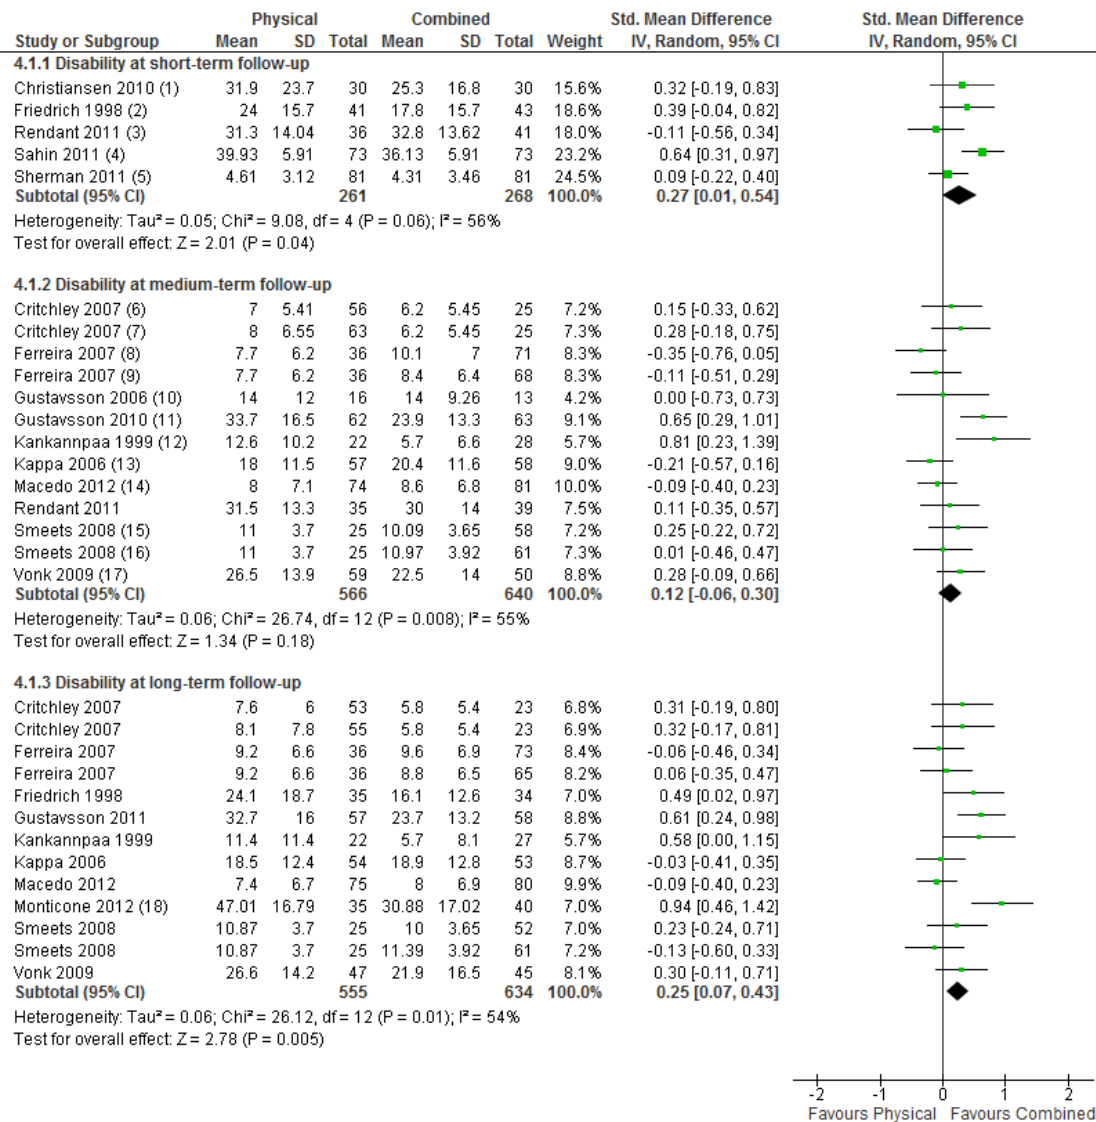 Physical Combined Std. Mean Difference Std. Mean Difference
Study or Subgroup Mean SD Total Mean SD Total Weight IV, Random, 95% CI IV, Random, 95% CI
4.1.1 Disability at short-term follow-up
Christiansen 2010 (1) 31.9 23.7 30 25.3 16.8 30 15.6% 0.32 [-0.19, 0.83]
Friedrich 1998 (2) 24 15.7 41 17.8 15.7 43 18.6% 0.39 [-0.04, 0.82]
Rendant 2011 (3) 31.3 14.04 36 32.8 13.62 41 18.0% -0.11 [-0.56, 0.34]
Sahin 2011 (4) 39.93 5.91 73 36.13 5.91 73 23.2% 0.64 [0.31, 0.97]
Sherman 2011 (5) 4.61 3.12 81 4.31 3.46 81 24.5% 0.09 [-0.22, 0.40]
Subtotal (95% CI) 261 268 100.0% 0.27 [0.01, 0.54]
Heterogeneity: Tau² = 0.05; Chi² = 9.08, df = 4 (P = 0.06); I² = 56%
Test for overall effect: Z = 2.01 (P = 0.04)
4.1.2 Disability at medium-term follow-up
Critchley 2007 (6) 7 5.41 56 6.2 5.45 25 7.2% 0.15 [-0.33, 0.62]
Critchley 2007 (7) 8 6.55 63 6.2 5.45 25 7.3% 0.28 [-0.18, 0.75]
Ferreira 2007 (8) 7.7 6.2 36 10.1 7 71 8.3% -0.35 [-0.76, 0.05]
Ferreira 2007 (9) 7.7 6.2 36 8.4 6.4 68 8.3% -0.11 [-0.51, 0.29]
Gustavsson 2006 (10) 14 12 16 14 9.26 13 4.2% 0.00 [-0.73, 0.73]
Gustavsson 2010 (11) 33.7 16.5 62 23.9 13.3 63 9.1% 0.65 [0.29, 1.01]
Kankannpaa 1999 (12) 12.6 10.2 22 5.7 6.6 28 5.7% 0.81 [0.23, 1.39]
Kappa 2006 (13) 18 11.5 57 20.4 11.6 58 9.0% -0.21 [-0.57, 0.16]
Macedo 2012 (14) 8 7.1 74 8.6 6.8 81 10.0% -0.09 [-0.40, 0.23]
Rendant 2011 31.5 13.3 35 30 14 39 7.5% 0.11 [-0.35, 0.57]
Smeets 2008 (15) 11 3.7 25 10.09 3.65 58 7.2% 0.25 [-0.22, 0.72]
Smeets 2008 (16) 11 3.7 25 10.97 3.92 61 7.3% 0.01 [-0.46, 0.47]
Vonk 2009 (17) 26.5 13.9 59 22.5 14 50 8.8% 0.28 [-0.09, 0.66]
Subtotal (95% CI) 566 640 100.0% 0.12 [-0.06, 0.30]
Heterogeneity: Tau² = 0.06; Chi² = 26.74, df = 12 (P = 0.008); I² = 55%
Test for overall effect: Z = 1.34 (P = 0.18)
4.1.3 Disability at long-term follow-up
Critchley 2007 7.6 6 53 5.8 5.4 23 6.8% 0.31 [-0.19, 0.80]
Critchley 2007 8.1 7.8 55 5.8 5.4 23 6.9% 0.32 [-0.17, 0.81]
Ferreira 2007 9.2 6.6 36 9.6 6.9 73 8.4% -0.06 [-0.46, 0.34]
Ferreira 2007 9.2 6.6 36 8.8 6.5 65 8.2% 0.06 [-0.35, 0.47]
Friedrich 1998 24.1 18.7 35 16.1 12.6 34 7.0% 0.49 [0.02, 0.97]
Gustavsson 2011 32.7 16 57 23.7 13.2 58 8.8% 0.61 [0.24, 0.98]
Kankannpaa 1999 11.4 11.4 22 5.7 8.1 27 5.7% 0.58 [0.00, 1.15]
Kappa 2006 18.5 12.4 54 18.9 12.8 53 8.7% -0.03 [-0.41, 0.35]
Macedo 2012 7.4 6.7 75 8 6.9 80 9.9% -0.09 [-0.40, 0.23]
Monticone 2012 (18) 47.01 16.79 35 30.88 17.02 40 7.0% 0.94 [0.46, 1.42]
Smeets 2008 10.87 3.7 25 10 3.65 52 7.0% 0.23 [-0.24, 0.71]
Smeets 2008 10.87 3.7 25 11.39 3.92 61 7.2% -0.13 [-0.60, 0.33]
Vonk 2009 26.6 14.2 47 21.9 16.5 45 8.1% 0.30 [-0.11, 0.71]
Subtotal (95% CI) 555 634 100.0% 0.25 [0.07, 0.43]
Heterogeneity: Tau² = 0.06; Chi² = 26.12, df = 12 (P = 0.01); I² = 54%
Test for overall effect: Z = 2.78 (P = 0.005)
-2 -1 0 1 2
Favours Physical Favours Combined